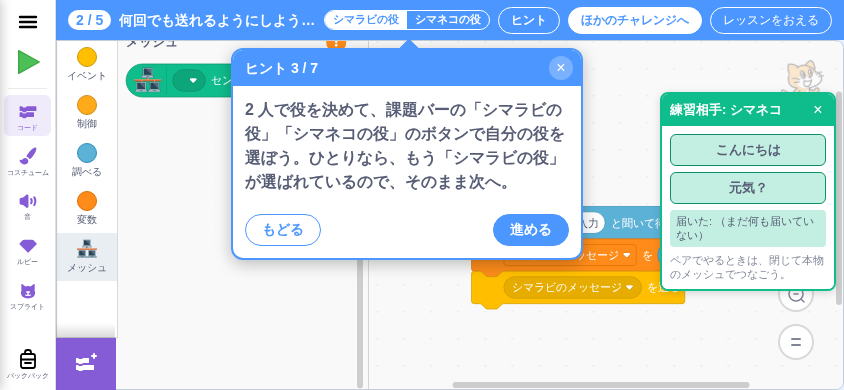 2 / 5 何回でも送れるようにしよう… シマラビの役 シマネコの役 ヒント ほかのチャレンジへ レッスンをおえる
コード
コスチューム
音
ルビー
スプライト
バックパック
イベント
制御
調べる
変数
メッシュ
メッシュ
セン
ヒント 3 / 7 ×
2 人で役を決めて、課題バーの「シマラビの
役」「シマネコの役」のボタンで自分の役を
選ぼう。ひとりなら、もう「シマラビの役」
が選ばれているので、そのまま次へ。
もどる 進める
入力 と聞いて待
ッセージ を
シマラビのメッセージ を
練習相手: シマネコ ×
こんにちは
元気？
届いた: （まだ何も届いてい
ない）
ペアでやるときは、閉じて本物
のメッシュでつなごう。